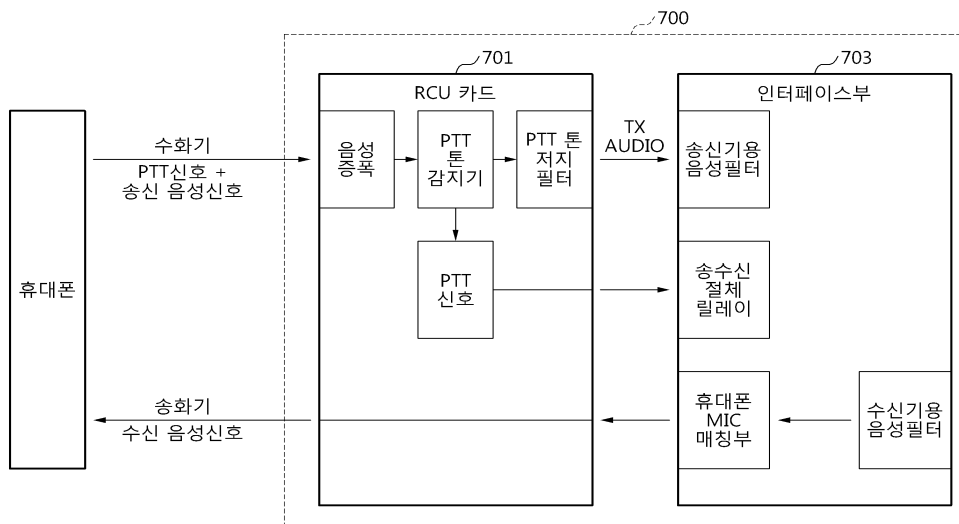 700
701
703
RCU 카드
인터페이스부
휴대폰
수화기
PTT신호 +
송신 음성신호
음성
증폭
PTT
톤
감지기
PTT 톤
저지
필터
TX
AUDIO
송신기용
음성필터
PTT
신호
송수신
절체
릴레이
송화기
수신 음성신호
휴대폰
MIC
매칭부
수신기용
음성필터